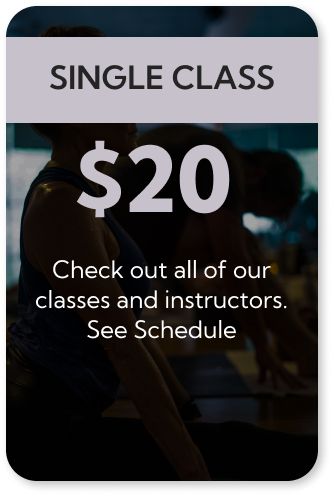 SINGLE CLASS
$20
Check out all of our
classes and instructors.
See Schedule